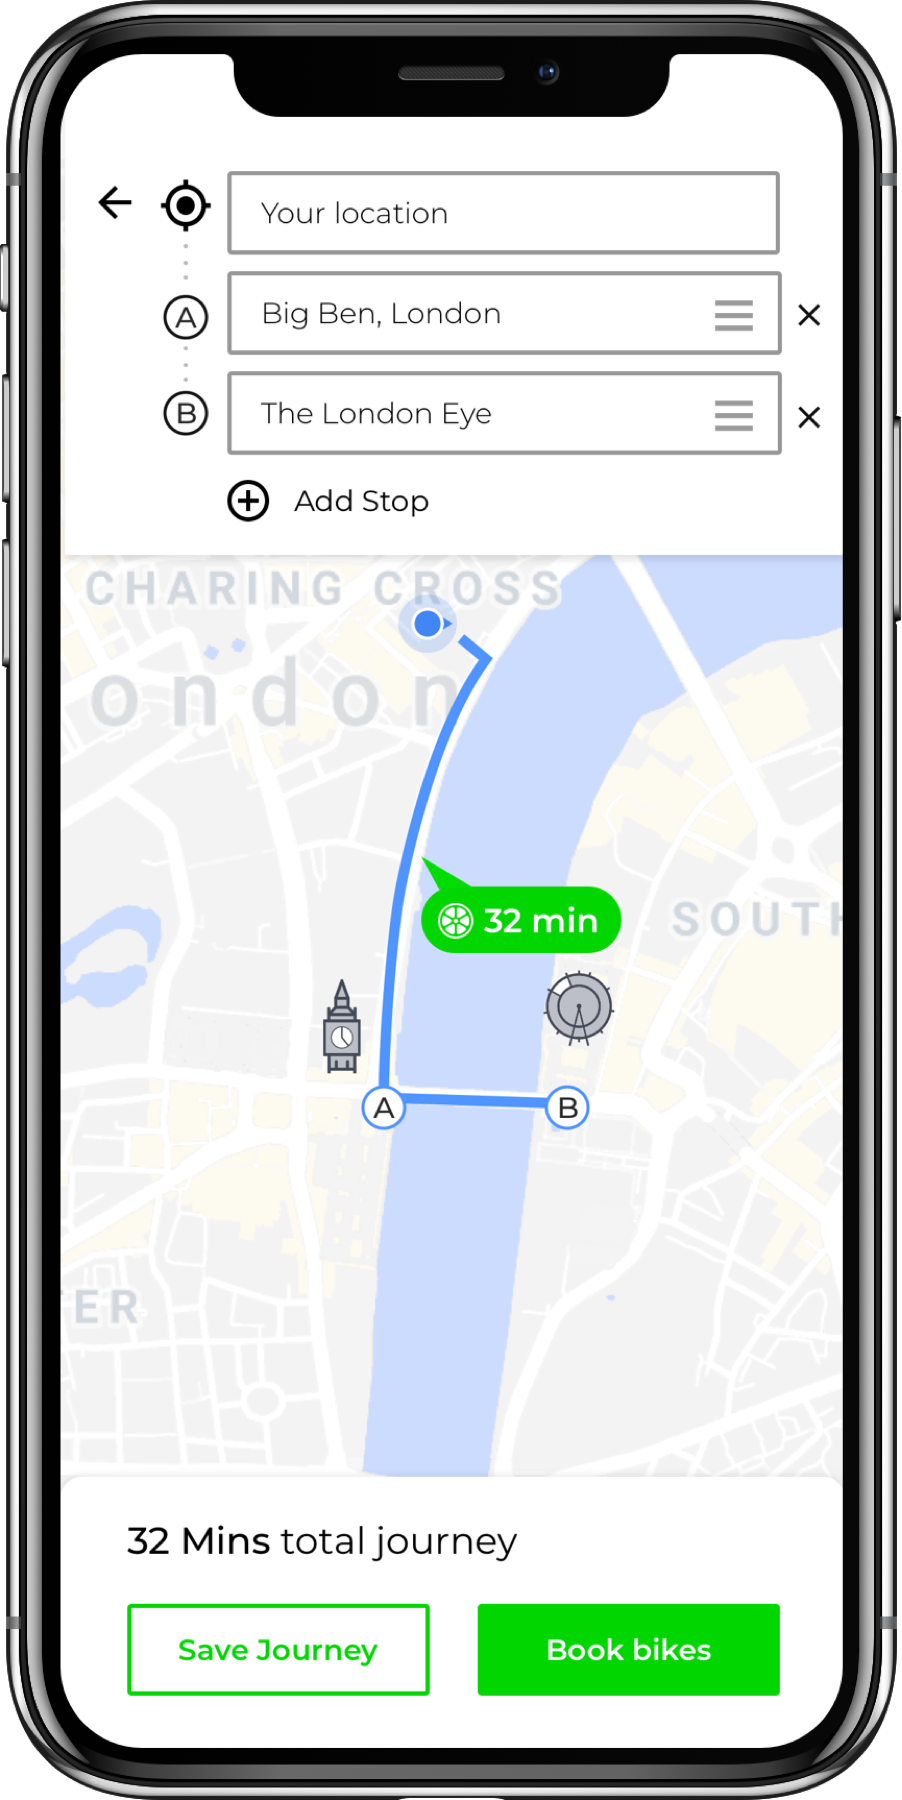 Your location
A
Big Ben, London
B
The London Eye
Add Stop
CHARING CROSS
ondon
32 min
SOUTH
A
B
TER
32 Mins total journey
Save Journey
Book bikes